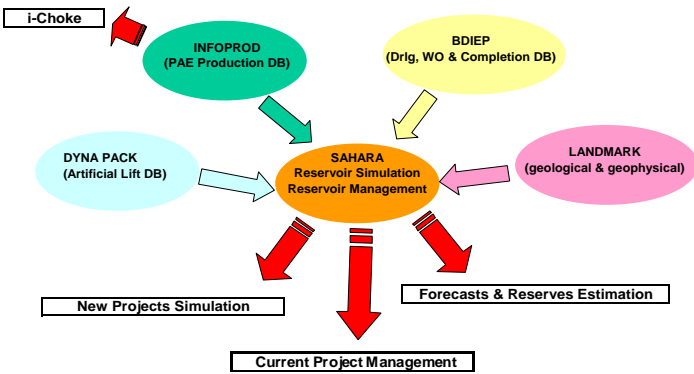 i-Choke
INFOPROD
(PAE Production DB)
BDIEP
(Drlg, WO & Completion DB)
DYNA PACK
(Artificial Lift DB)
SAHARA
Reservoir Simulation
Reservoir Management
LANDMARK
(geological & geophysical)
New Projects Simulation
Forecasts & Reserves Estimation
Current Project Management